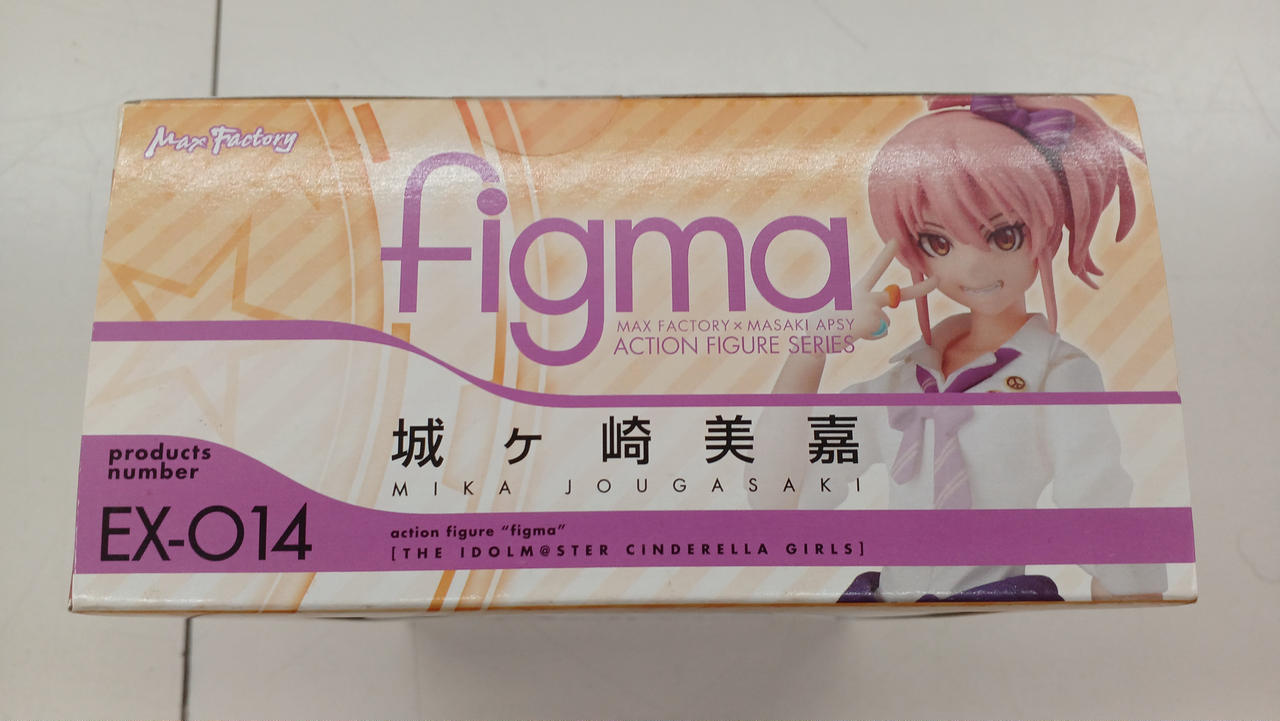 Max Factory
figma
MAX FACTORY × MASAKI APSY
ACTION FIGURE SERIES
城ヶ崎美嘉
MIKA JOUGASAKI
products
number
EX-014
action figure "figma"
[THE IDOLM@STER CINDERELLA GIRLS]